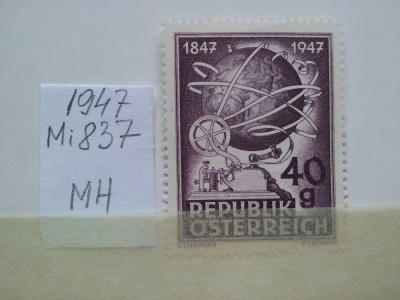 1947
Mi 837
MH
1847 1947
40
g
REPUBLIK
ÖSTERREICH